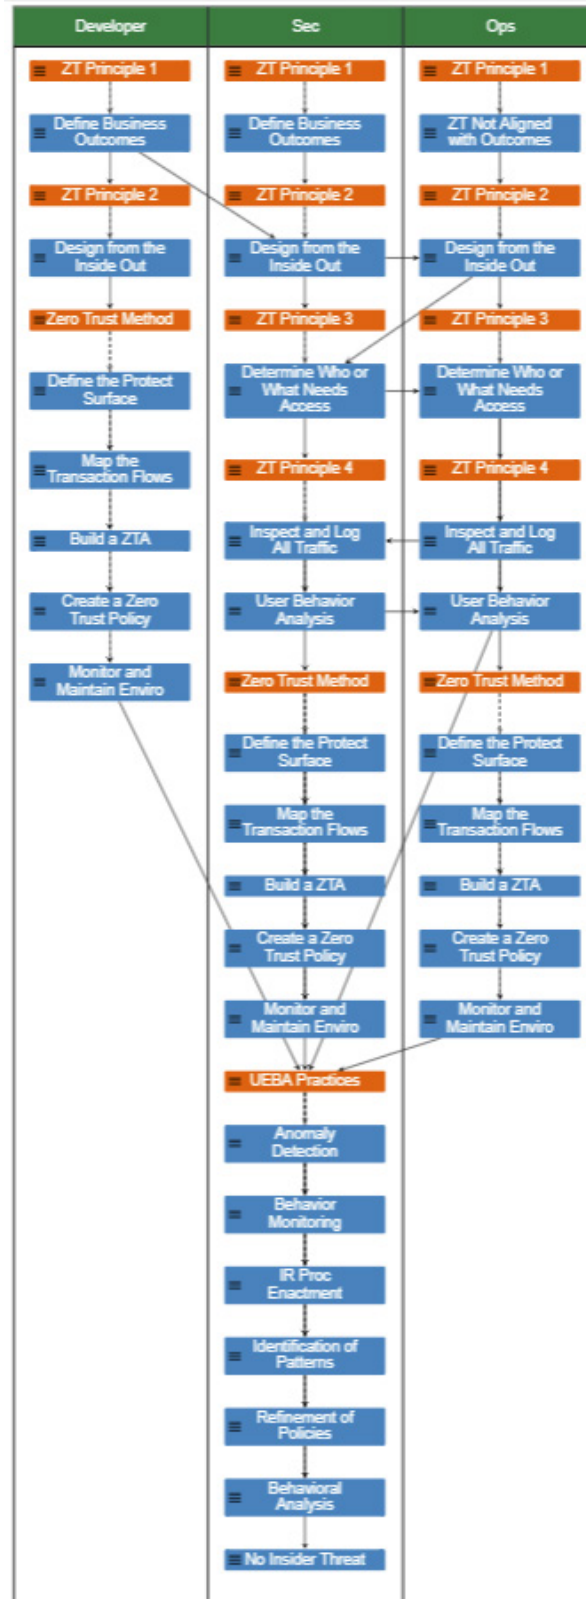 Developer
Sec
Ops
ZT Principle 1
ZT Principle 1
ZT Principle 1
Define Business
Outcomes
Define Business
Outcomes
ZT Not Aligned
with Outcomes
ZT Principle 2
ZT Principle 2
ZT Principle 2
Design from the
Inside Out
Design from the
Inside Out
Design from the
Inside Out
Zero Trust Method
ZT Principle 3
ZT Principle 3
Define the Protect
Surface
Determine Who or
What Needs
Access
Determine Who or
What Needs
Access
Map the
Transaction Flows
ZT Principle 4
ZT Principle 4
Build a ZTA
Inspect and Log
All Traffic
Inspect and Log
All Traffic
Create a Zero
Trust Policy
User Behavior
Analysis
User Behavior
Analysis
Monitor and
Maintain Enviro
Zero Trust Method
Zero Trust Method
Define the Protect
Surface
Define the Protect
Surface
Map the
Transaction Flows
Map the
Transaction Flows
Build a ZTA
Build a ZTA
Create a Zero
Trust Policy
Create a Zero
Trust Policy
Monitor and
Maintain Enviro
Monitor and
Maintain Enviro
UEBA Practices
Anomaly
Detection
Behavior
Monitoring
IR Proc
Enactment
Identification of
Patterns
Refinement of
Policies
Behavioral
Analysis
No Insider Threat